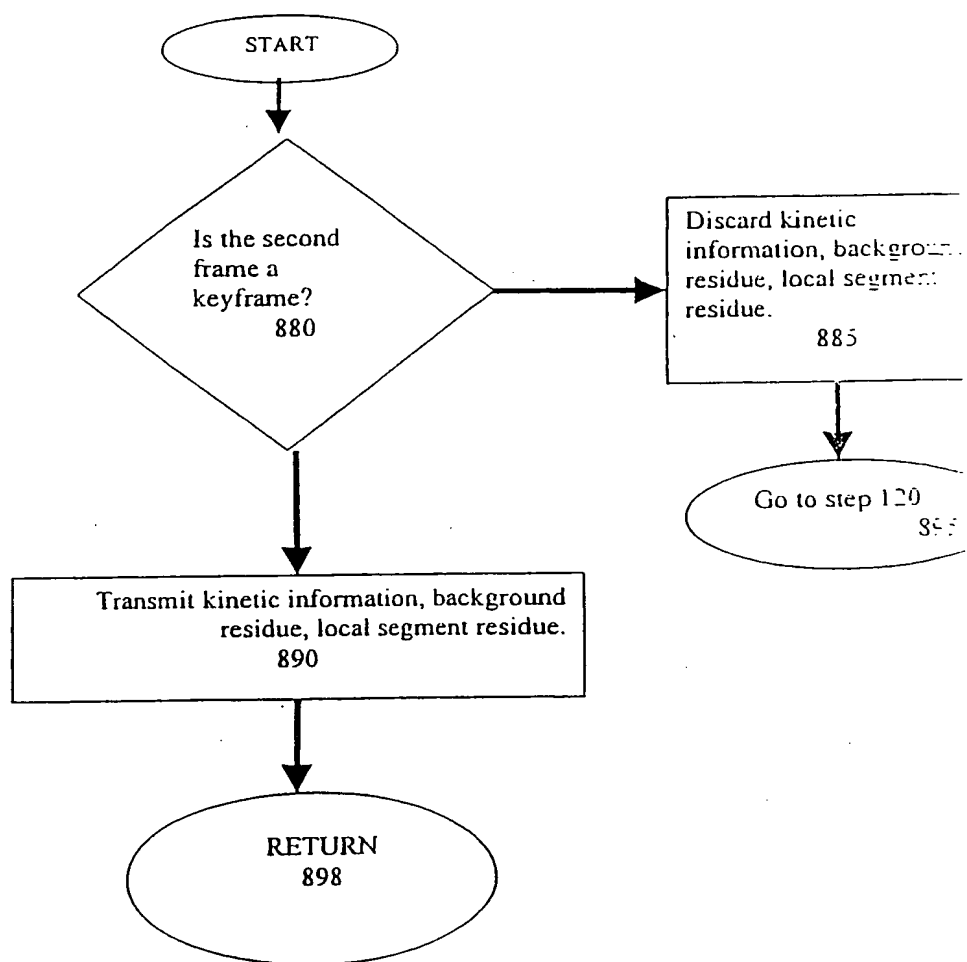 START
Is the second
frame a
keyframe?
880
Discard kinetic
information,
residue, local segment
residue.
885
Go to step 120
Transmit kinetic information, background
residue, local segment residue.
890
RETURN
898